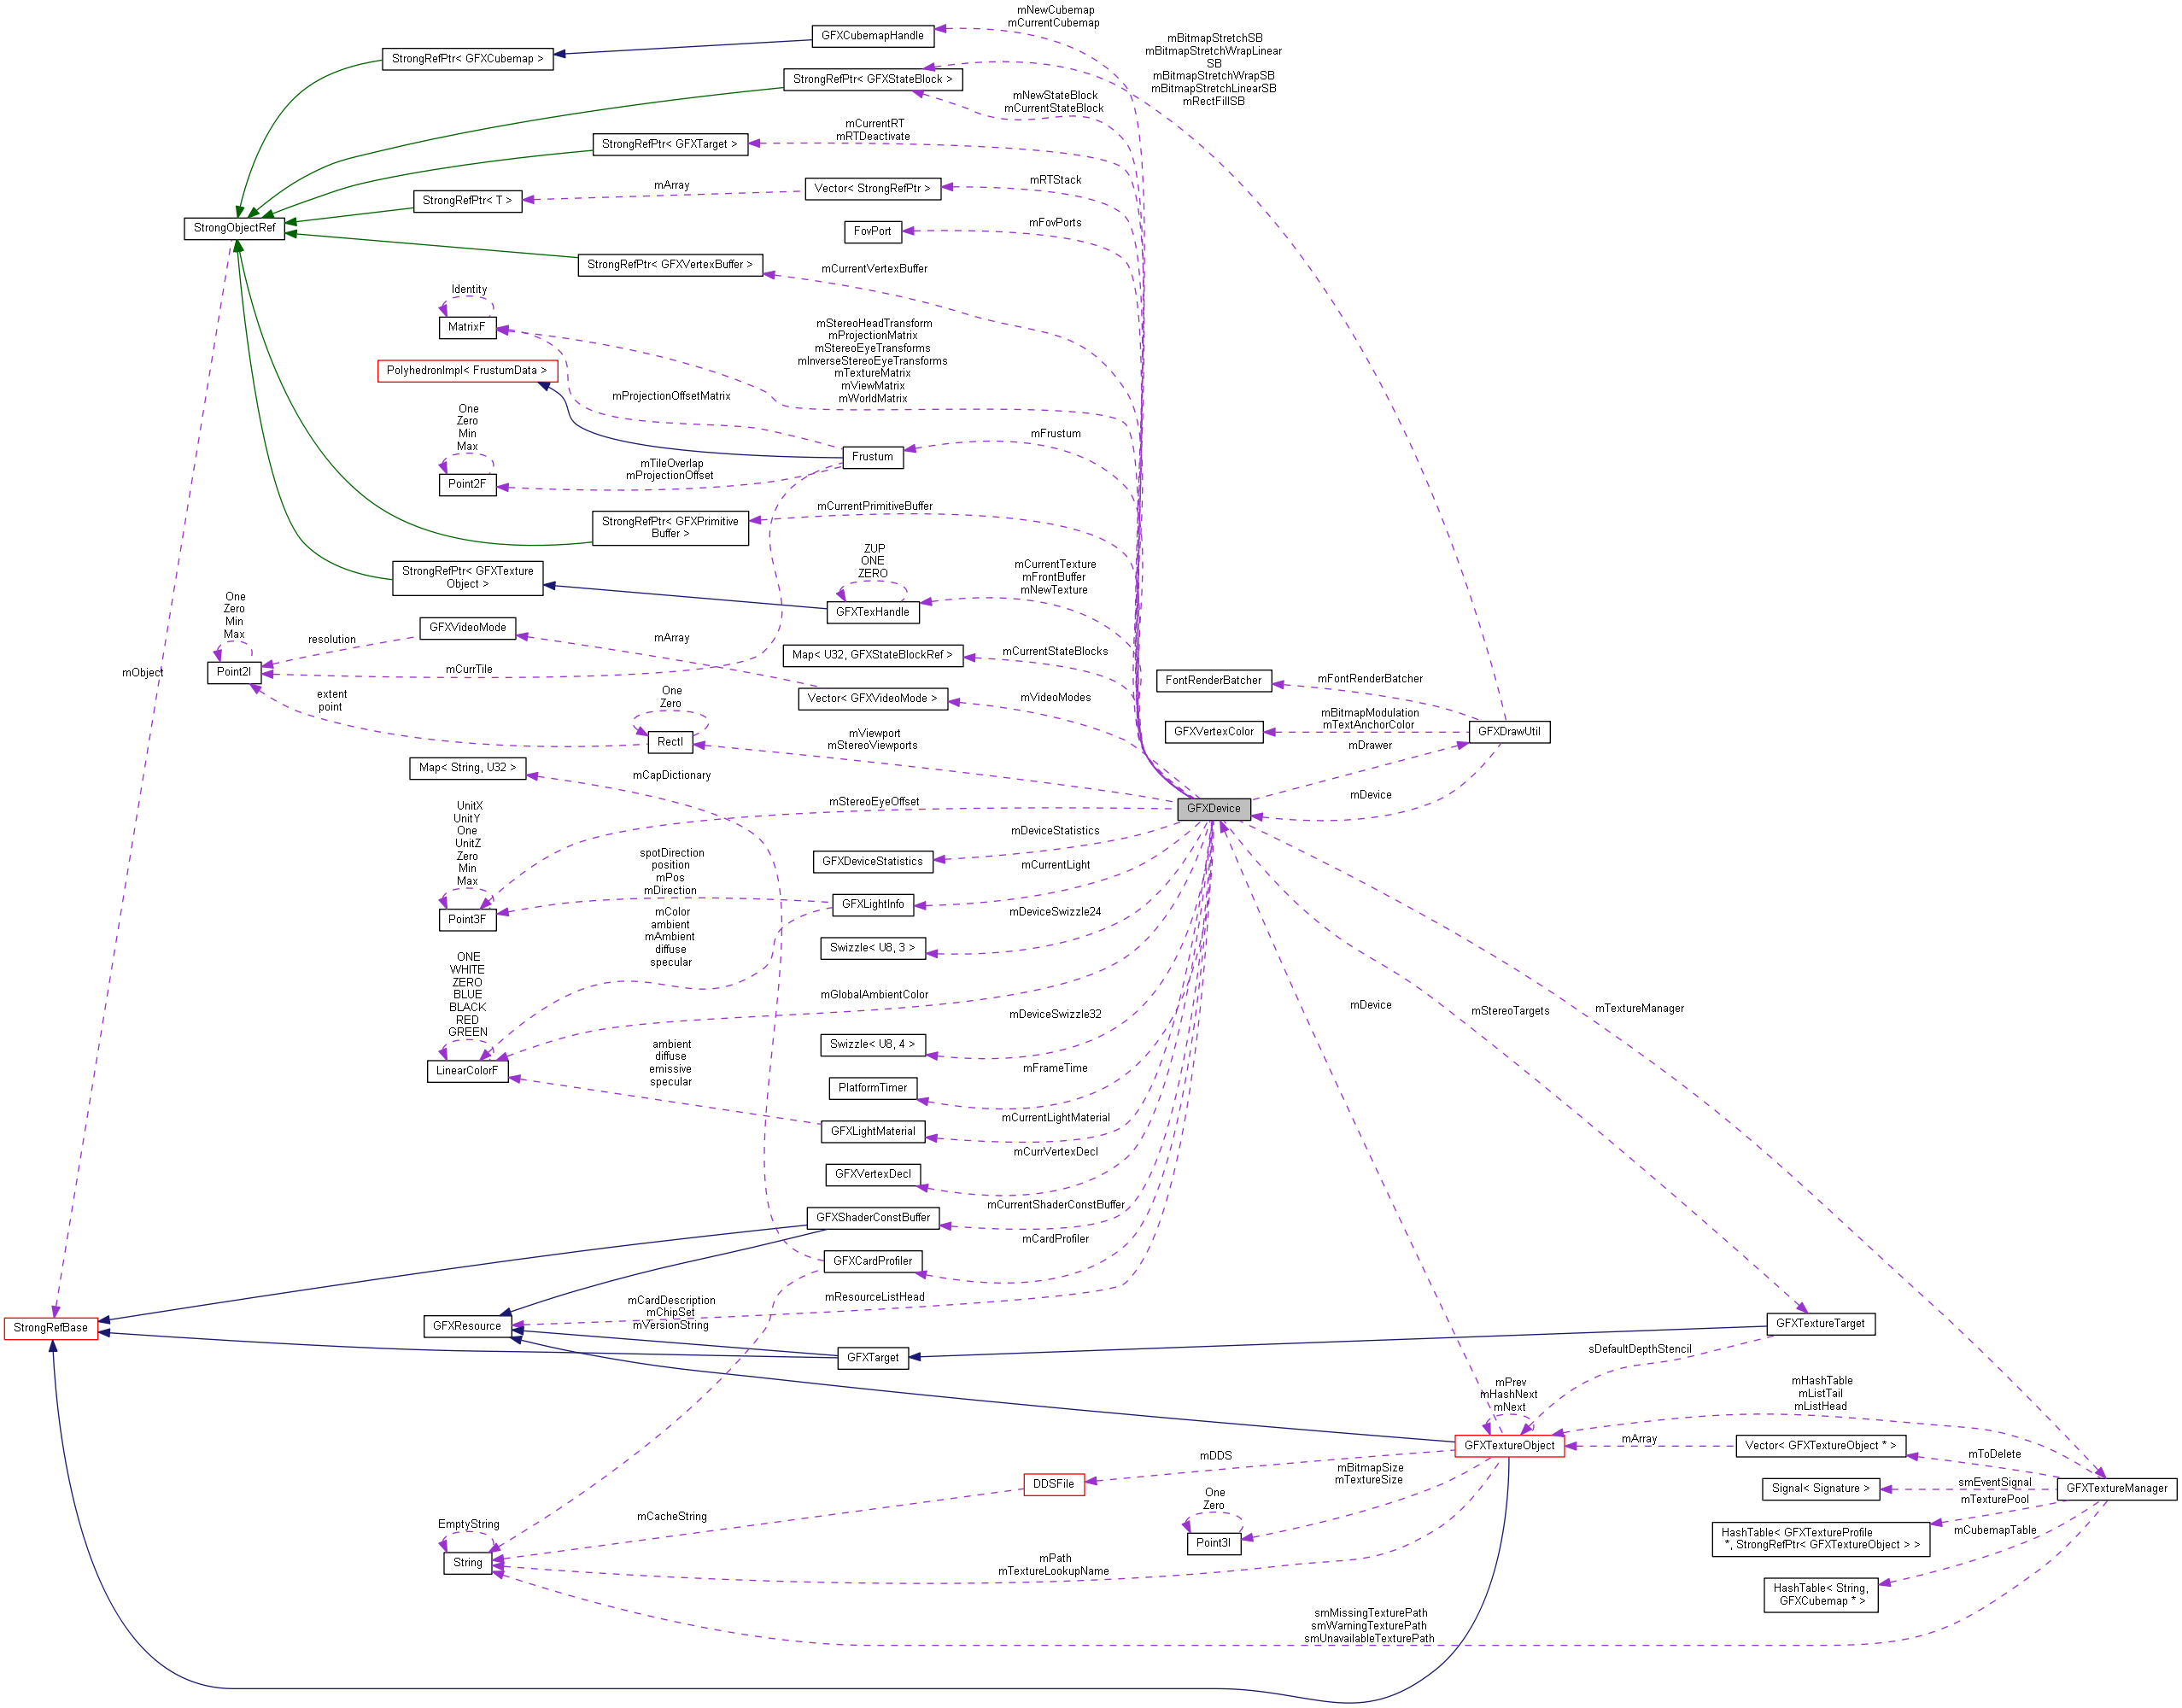 mNewCubemap
mCurrentCubemap
GFXCubemapHandle
StrongRefPtr< GFXCubemap >
mBitmapStretchSB
mBitmapStretchWrapLinear
SB
mBitmapStretchWrapSB
mBitmapStretchLinearSB
mRectFillSB
StrongRefPtr< GFXStateBlock >
mNewStateBlock
mCurrentStateBlock
mCurrentRT
mRTDeactivate
StrongRefPtr< GFXTarget >
mRTStack
Vector< StrongRefPtr >
mArray
StrongRefPtr< T >
StrongObjectRef
mFovPorts
FovPort
StrongRefPtr< GFXVertexBuffer >
mCurrentVertexBuffer
Identity
MatrixF
mStereoHeadTransform
mProjectionMatrix
mStereoEyeTransforms
mInverseStereoEyeTransforms
mTextureMatrix
mViewMatrix
mWorldMatrix
PolyhedronImpl< FrustumData >
mProjectionOffsetMatrix
One
Zero
Min
Max
Point2F
mTileOverlap
mProjectionOffset
mFrustum
Frustum
mCurrentPrimitiveBuffer
StrongRefPtr< GFXPrimitive
Buffer >
StrongRefPtr< GFXTexture
Object >
ZUP
ONE
ZERO
GFXTexHandle
mCurrentTexture
mFrontBuffer
mNewTexture
One
Zero
Min
Max
Point2I
resolution
GFXVideoMode
mArray
mCurrTile
Map< U32, GFXStateBlockRef >
mCurrentStateBlocks
Vector< GFXVideoMode >
mVideoModes
mObject
extent
point
One
Zero
RectI
mViewport
mStereoViewports
FontRenderBatcher
mFontRenderBatcher
GFXVertexColor
mBitmapModulation
mTextAnchorColor
GFXDrawUtil
mDrawer
mDevice
Map< String, U32 >
mCapDictionary
GFXDevice
UnitX
UnitY
One
UnitZ
Zero
Min
Max
Point3F
mStereoEyeOffset
mDeviceStatistics
GFXDeviceStatistics
spotDirection
position
mPos
mDirection
mCurrentLight
GFXLightInfo
mColor
ambient
mAmbient
diffuse
specular
mDeviceSwizzle24
Swizzle< U8, 3 >
ONE
WHITE
ZERO
BLUE
BLACK
RED
GREEN
LinearColorF
mGlobalAmbientColor
mDeviceSwizzle32
Swizzle< U8, 4 >
mDevice
mStereoTargets
mTextureManager
ambient
diffuse
emissive
specular
mFrameTime
PlatformTimer
mCurrentLightMaterial
GFXLightMaterial
mCurrVertexDecl
GFXVertexDecl
mCurrentShaderConstBuffer
GFXShaderConstBuffer
mCardProfiler
GFXCardProfiler
mResourceListHead
mCardDescription
mChipSet
mVersionString
GFXResource
StrongRefBase
GFXTarget
GFXTextureTarget
sDefaultDepthStencil
mPrev
mHashNext
mNext
GFXTextureObject
mHashTable
mListTail
mListHead
mArray
Vector< GFXTextureObject * >
mToDelete
smEventSignal
Signal< Signature >
GFXTextureManager
mTexturePool
HashTable< GFXTextureProfile
*, StrongRefPtr< GFXTextureObject > >
mCubemapTable
HashTable< String,
GFXCubemap * >
mDDS
DDSFile
mBitmapSize
mTextureSize
One
Zero
Point3I
mCacheString
EmptyString
String
mPath
mTextureLookupName
smMissingTexturePath
smWarningTexturePath
smUnavailableTexturePath